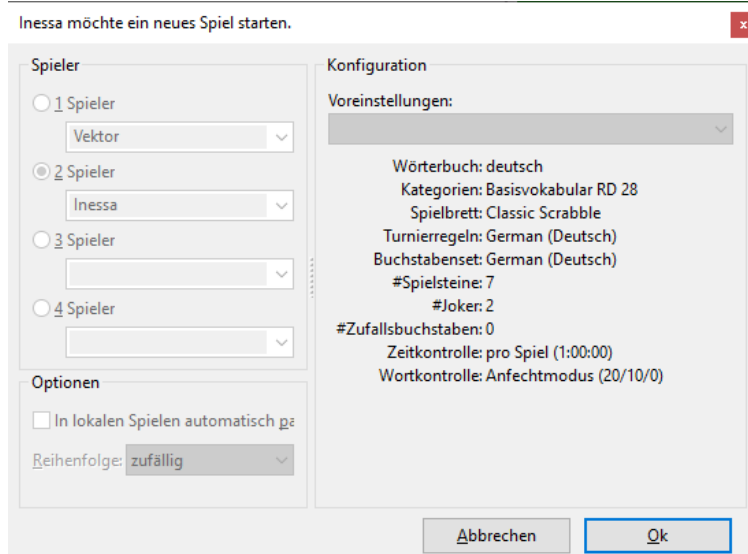 Inessa möchte ein neues Spiel starten.
x
Spieler
1 Spieler
Vektor
2 Spieler
Inessa
3 Spieler
4 Spieler
Optionen
In lokalen Spielen automatisch pa
Reihenfolge: zufällig
Konfiguration
Voreinstellungen:
Wörterbuch: deutsch
Kategorien: Basisvokabular RD 28
Spielbrett: Classic Scrabble
Turnierregeln: German (Deutsch)
Buchstabenset: German (Deutsch)
#Spielsteine: 7
#Joker: 2
#Zufallsbuchstaben: 0
Zeitkontrolle: pro Spiel (1:00:00)
Wortkontrolle: Anfechtmodus (20/10/0)
Abbrechen
Ok